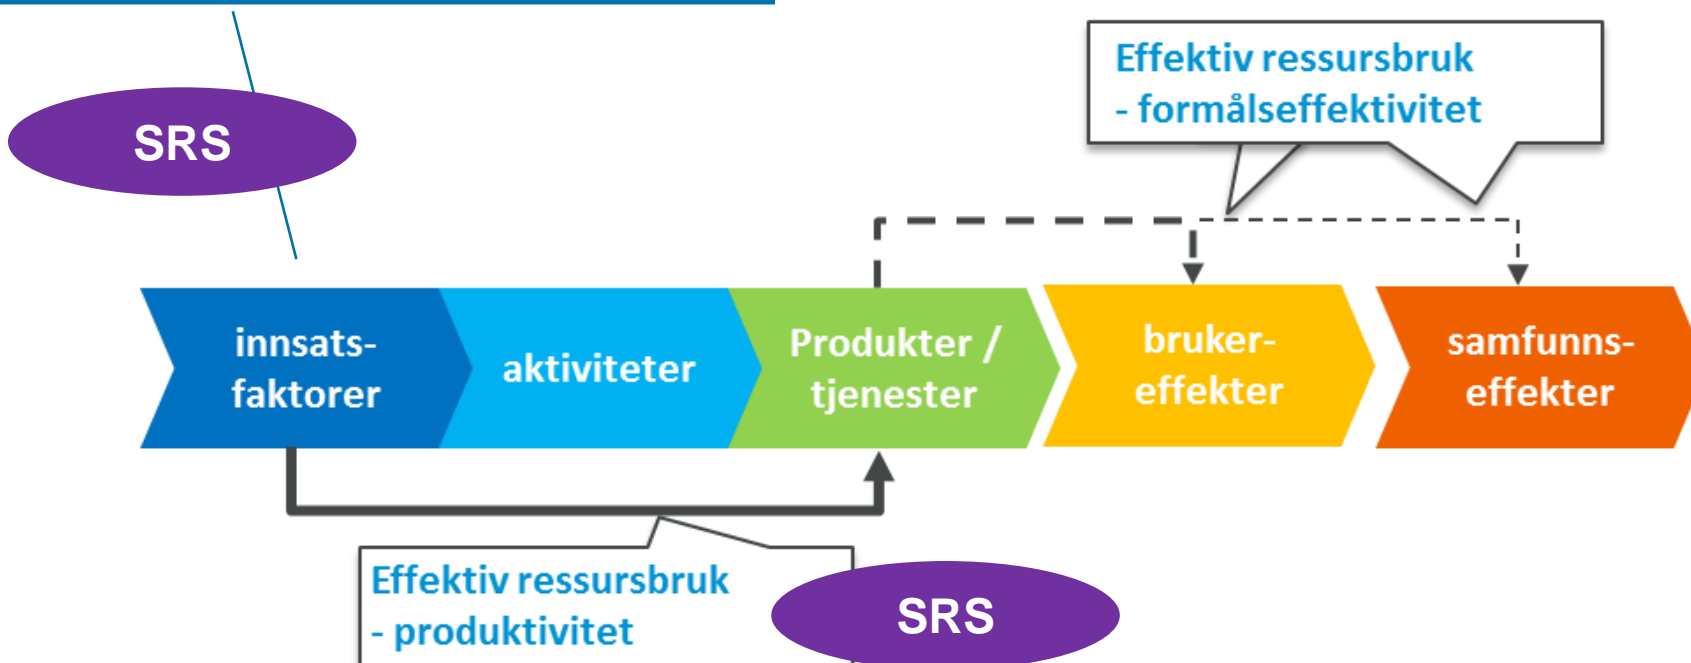 SRS
Effektiv ressursbruk
- formålseffektivitet
innsats-
faktorer
aktiviteter
Produkter /
tjenester
bruker-
effekter
samfunns-
effekter
Effektiv ressursbruk
- produktivitet
SRS